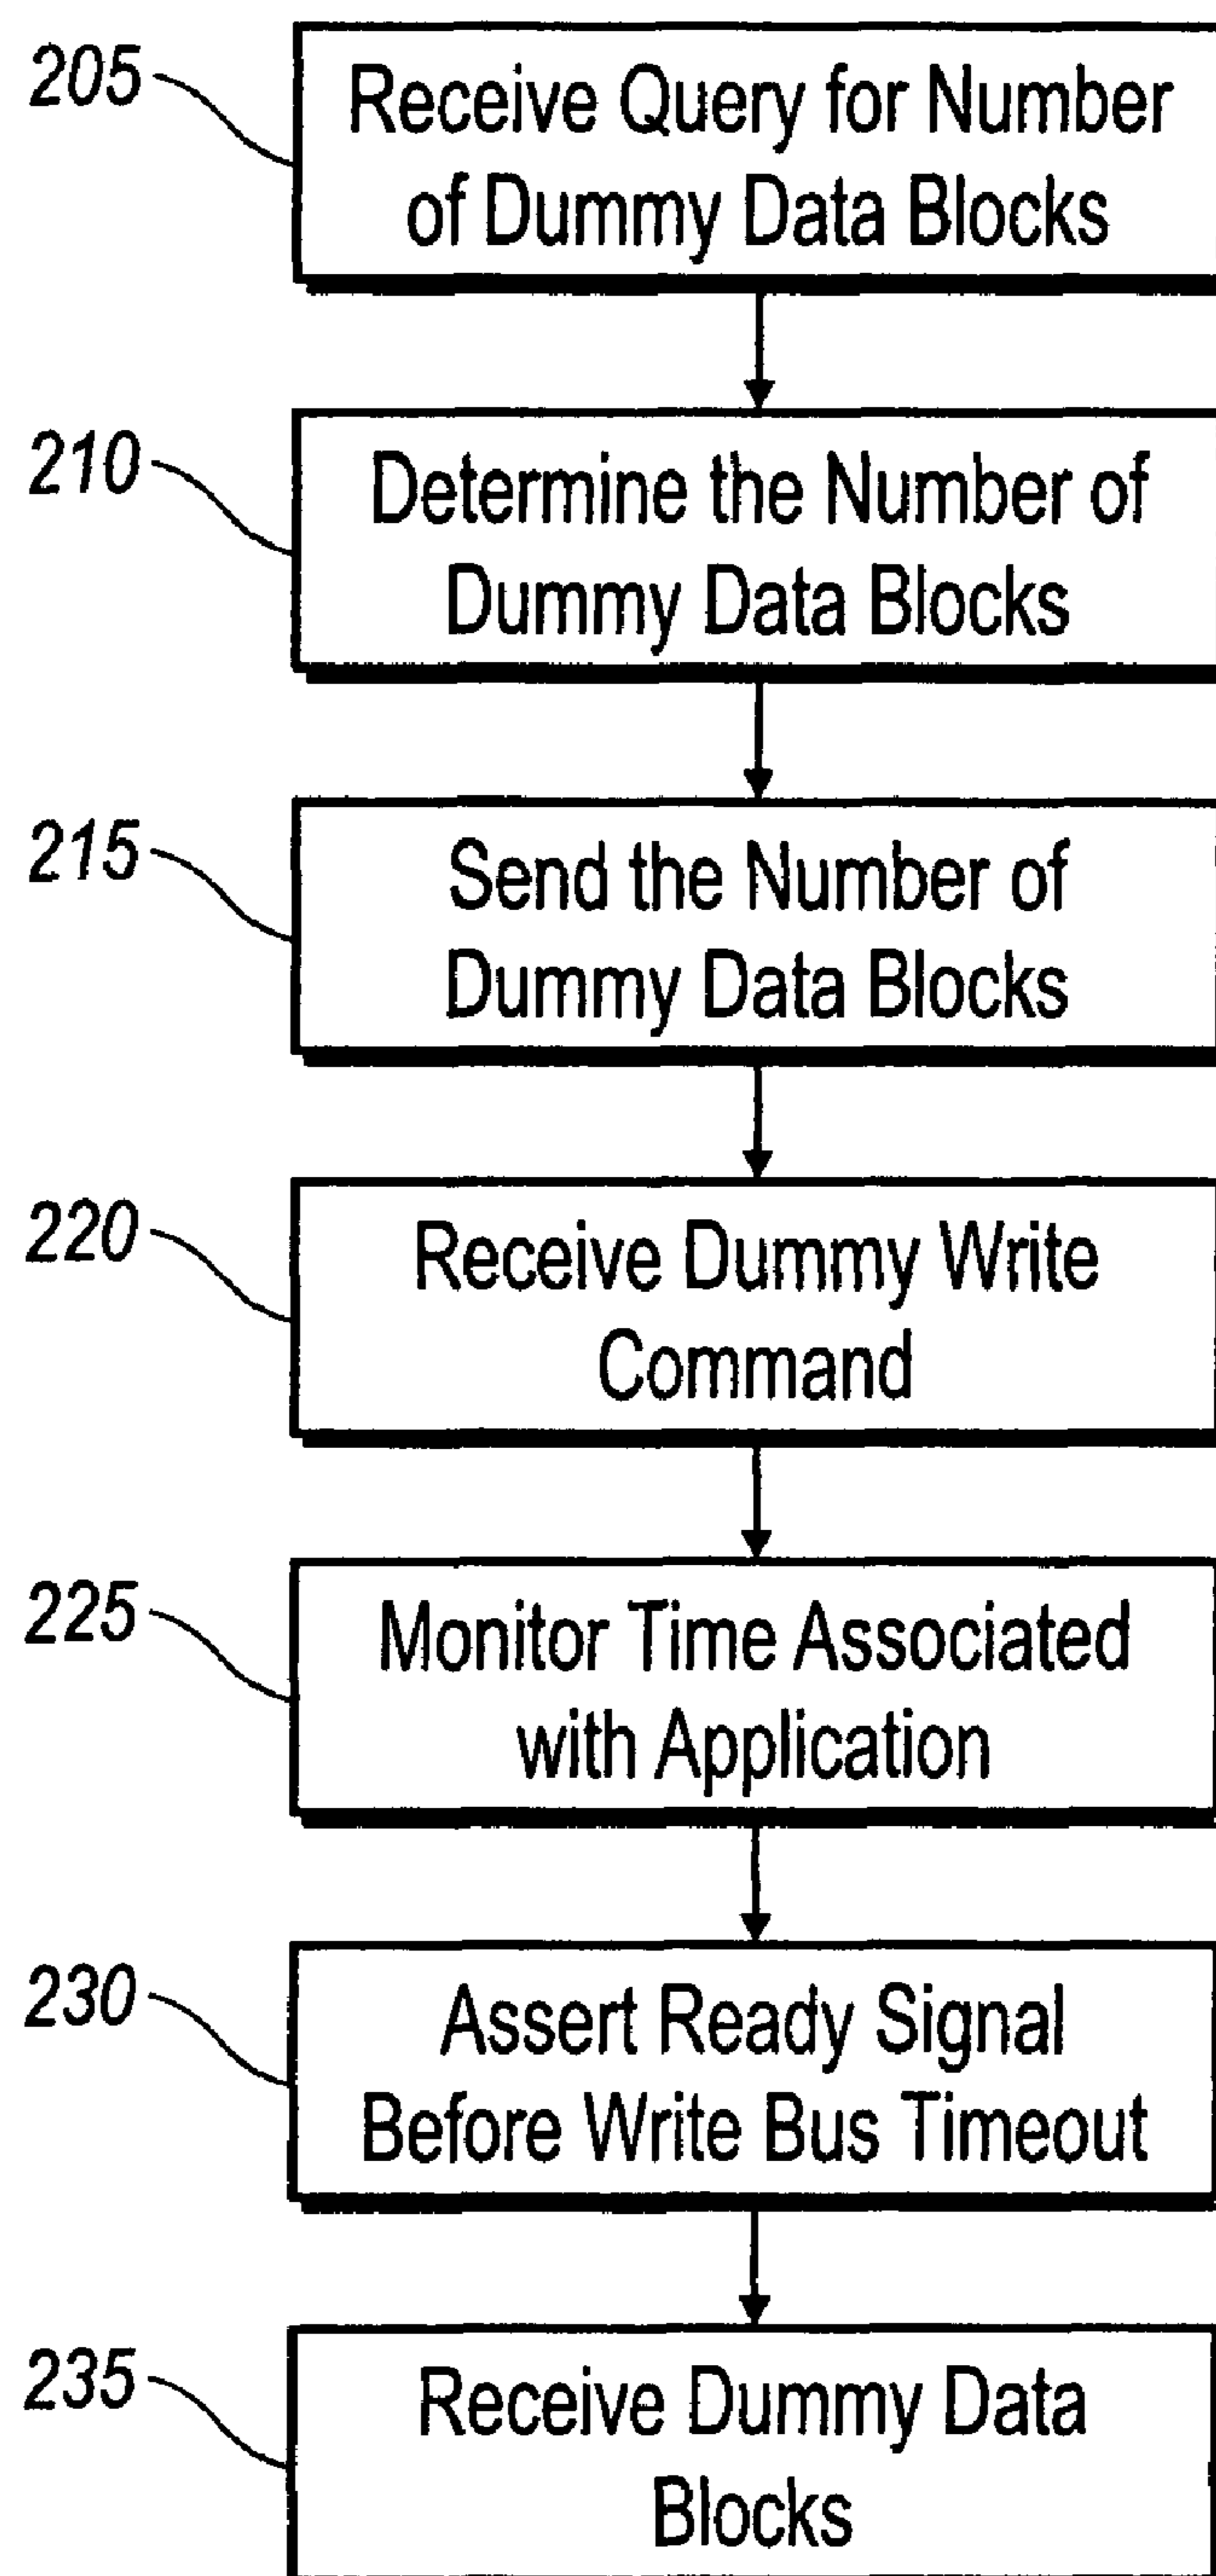 205
Receive Query for Number
of Dummy Data Blocks
210
Determine the Number of
Dummy Data Blocks
215
Send the Number of
Dummy Data Blocks
220
Receive Dummy Write
Command
225
Monitor Time Associated
with Application
230
Assert Ready Signal
Before Write Bus Timeout
235
Receive Dummy Data
Blocks